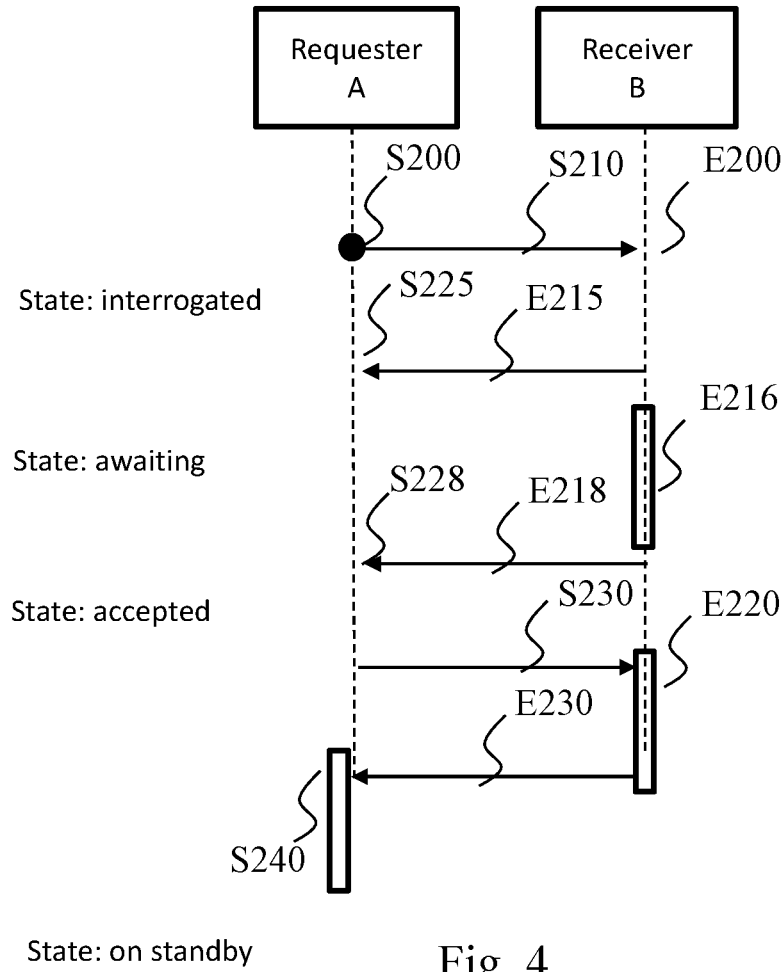 Requester
A
Receiver
B
S200
S210
E200
State: interrogated
S225
E215
E216
State: awaiting
S228
E218
State: accepted
S230
E220
E230
S240
State: on standby
Fig. 4